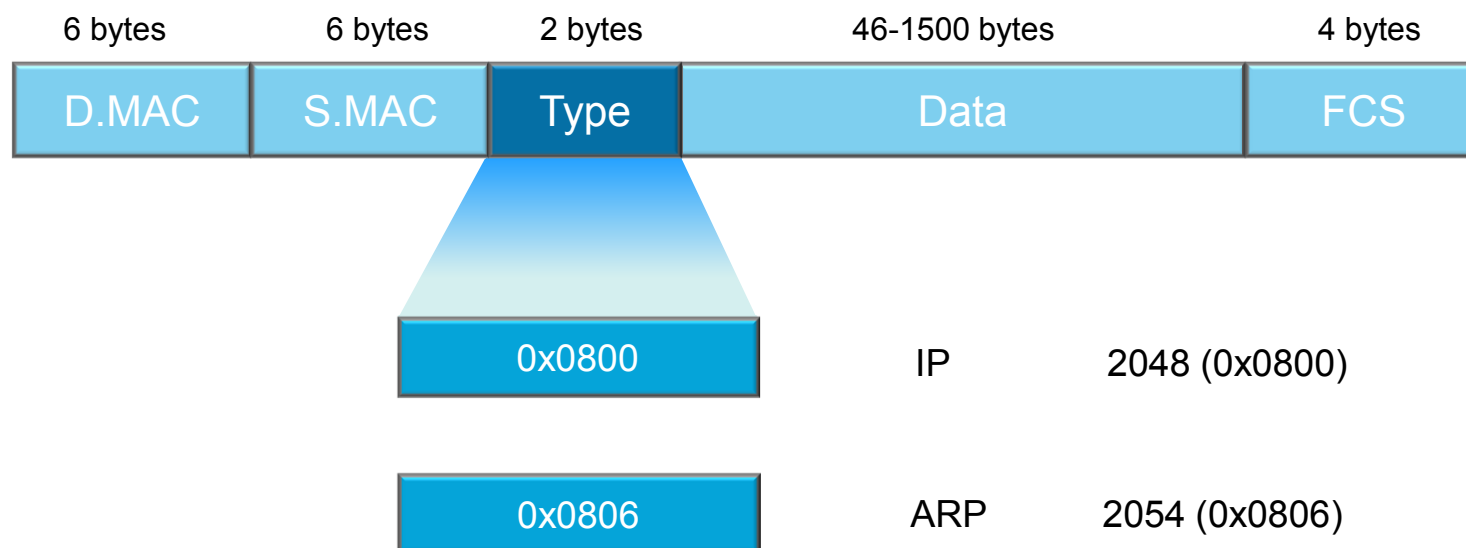 6 bytes 6 bytes 2 bytes 46-1500 bytes 4 bytes
D.MAC S.MAC Type Data FCS
0x0800 IP 2048 (0x0800)
0x0806 ARP 2054 (0x0806)